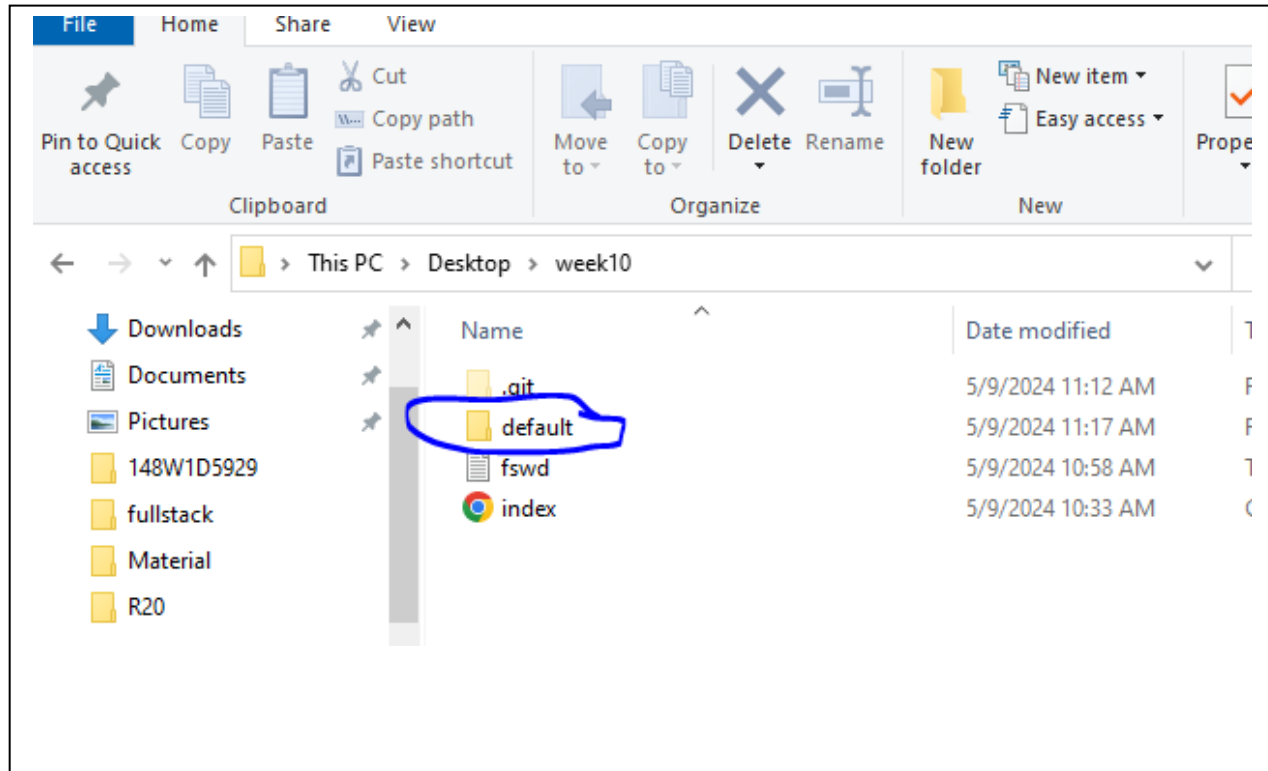 File Home Share View
Cut
Copy path
Paste shortcut
Pin to Quick access
Copy
Paste
Move to
Copy to
Delete
Rename
New folder
New item
Easy access
Clipboard
Organize
New
This PC > Desktop > week10
Name Date modified
Downloads
Documents
Pictures
148W1D5929
fullstack
Material
R20
.git 5/9/2024 11:12 AM
default 5/9/2024 11:17 AM
fswd 5/9/2024 10:58 AM
index 5/9/2024 10:33 AM